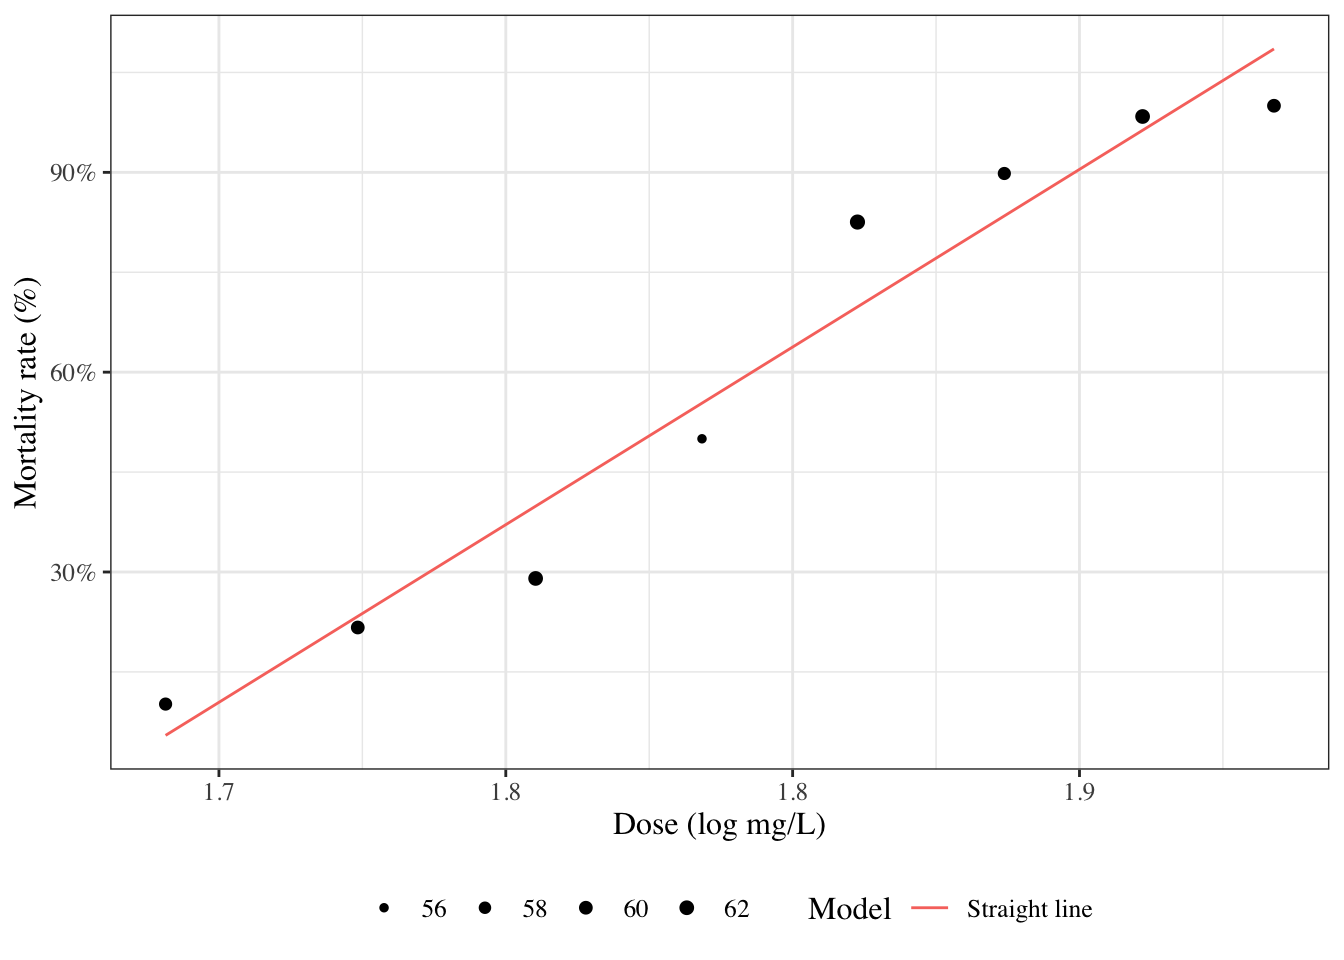 Mortality rate (%)
90%
60%
30%
1.7 1.8 1.8 1.9
Dose (log mg/L)
56 58 60 62 Model Straight line